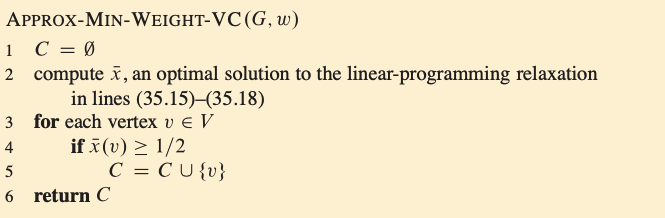 APPROX-MIN-WEIGHT-VC(G, w)
1 C = ∅
2 compute x̄, an optimal solution to the linear-programming relaxation
in lines (35.15)–(35.18)
3 for each vertex v ∈ V
4 if x̄(v) ≥ 1/2
5 C = C ∪ {v}
6 return C